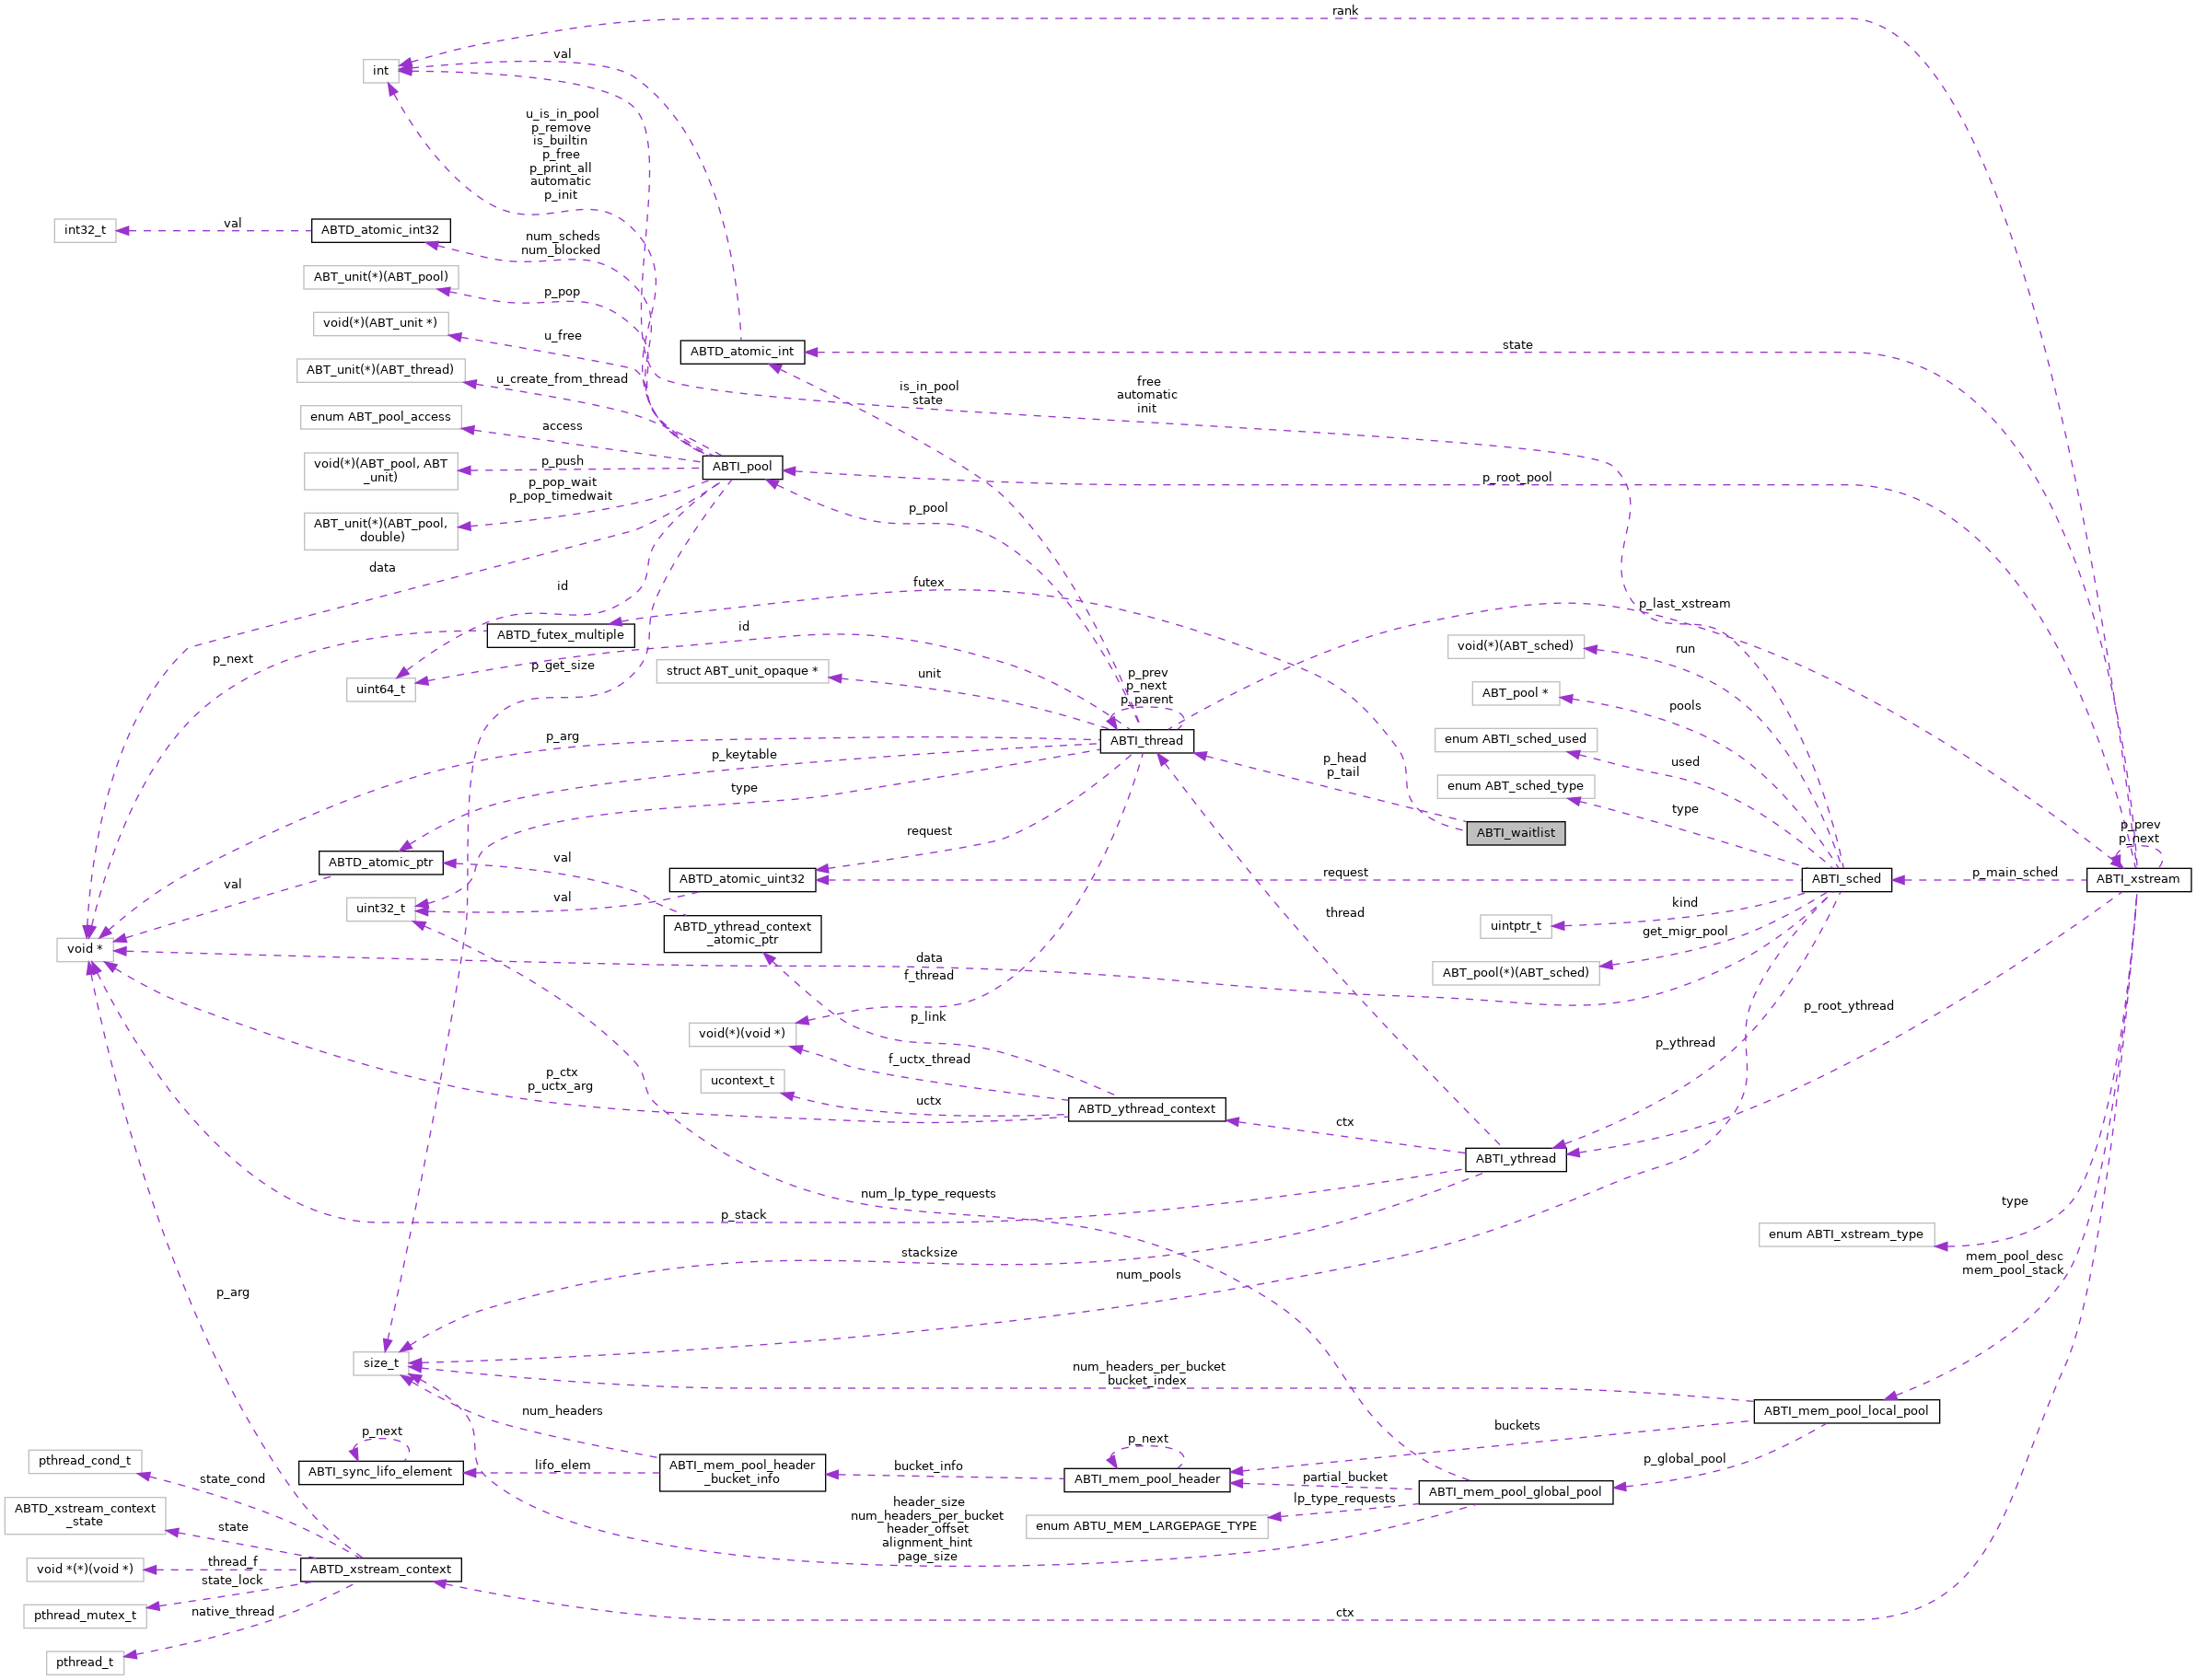 rank
val
int
u_is_in_pool
p_remove
is_builtin
p_free
p_print_all
automatic
p_init
int32_t
val
ABTD_atomic_int32
num_scheds
num_blocked
ABT_unit(*)(ABT_pool)
p_pop
void(*)(ABT_unit *)
u_free
ABTD_atomic_int
state
ABT_unit(*)(ABT_thread)
u_create_from_thread
is_in_pool
state
free
automatic
init
enum ABT_pool_access
access
void(*)(ABT_pool, ABT
_unit)
p_push
ABTI_pool
p_root_pool
p_pop_wait
p_pop_timedwait
p_pool
ABT_unit(*)(ABT_pool,
double)
data
id
futex
ABTD_futex_multiple
id
p_last_xstream
p_next
p_get_size
void(*)(ABT_sched)
run
uint64_t
struct ABT_unit_opaque *
unit
p_prev
p_next
p_parent
ABT_pool *
pools
p_arg
p_keytable
ABTI_thread
enum ABTI_sched_used
used
type
p_head
p_tail
enum ABT_sched_type
type
request
ABTI_waitlist
p_prev
p_next
ABTD_atomic_ptr
val
val
ABTD_atomic_uint32
request
ABTI_sched
p_main_sched
ABTI_xstream
uint32_t
val
thread
uintptr_t
kind
ABTD_ythread_context
_atomic_ptr
get_migr_pool
void *
data
f_thread
ABT_pool(*)(ABT_sched)
void(*)(void *)
p_link
p_root_ythread
p_ythread
f_uctx_thread
p_ctx
p_uctx_arg
ucontext_t
uctx
ABTD_ythread_context
ctx
ABTI_ythread
num_lp_type_requests
p_stack
type
enum ABTI_xstream_type
stacksize
mem_pool_desc
mem_pool_stack
num_pools
p_arg
size_t
num_headers_per_bucket
bucket_index
num_headers
ABTI_mem_pool_local_pool
p_next
p_next
buckets
pthread_cond_t
state_cond
ABTI_sync_lifo_element
lifo_elem
ABTI_mem_pool_header
_bucket_info
bucket_info
ABTI_mem_pool_header
p_global_pool
partial_bucket
ABTI_mem_pool_global_pool
ABTD_xstream_context
_state
state
header_size
num_headers_per_bucket
header_offset
alignment_hint
page_size
lp_type_requests
enum ABTU_MEM_LARGEPAGE_TYPE
void *(*)(void *)
thread_f
ABTD_xstream_context
state_lock
pthread_mutex_t
native_thread
ctx
pthread_t